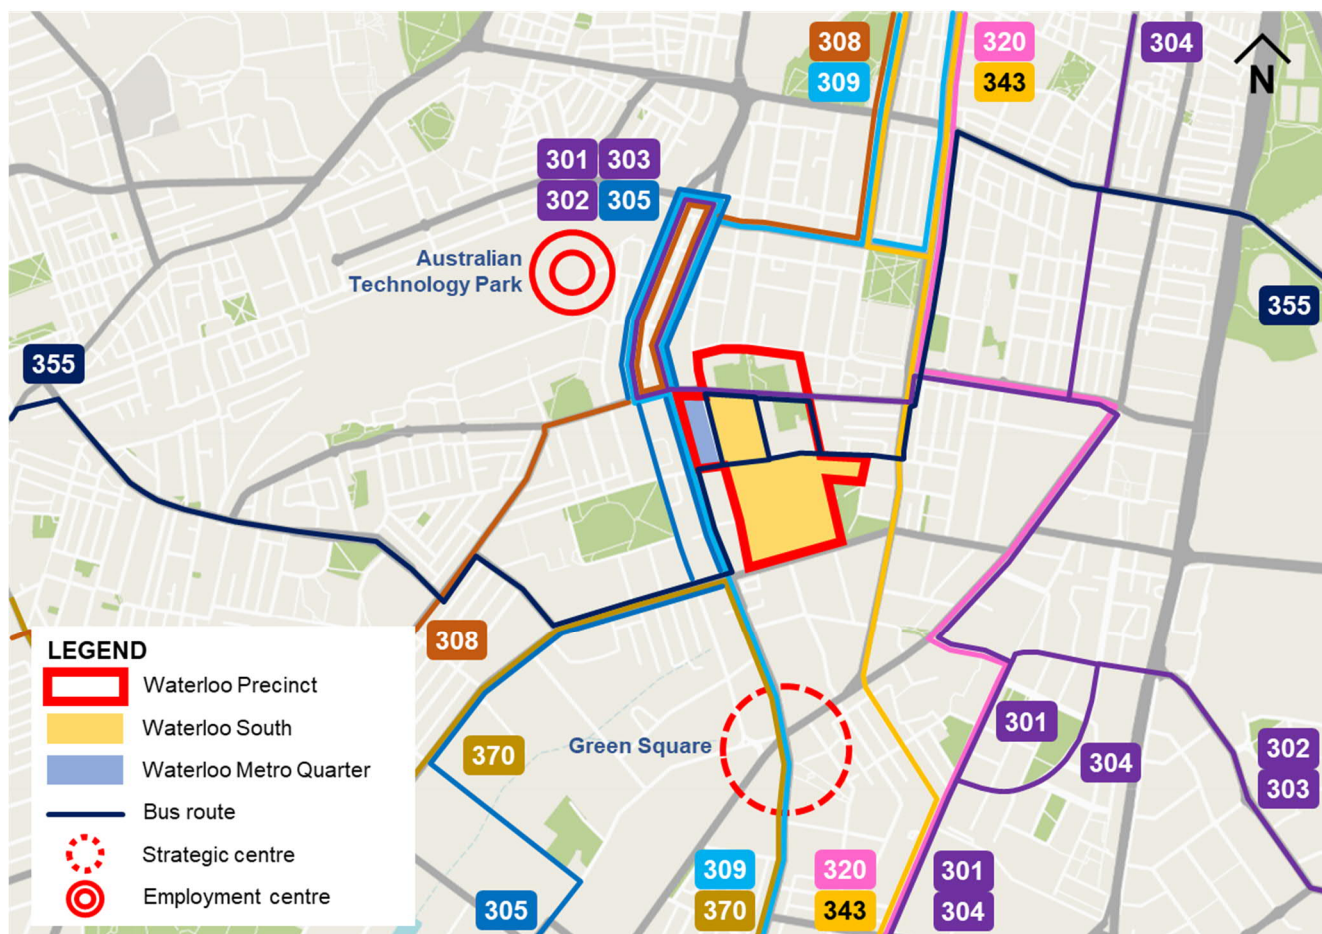 308
309
320
343
304
N
301 303
302 305
Australian
Technology Park
355
355
308
LEGEND
Waterloo Precinct
Waterloo South
Waterloo Metro Quarter
Bus route
Strategic centre
Employment centre
370
Green Square
301
304
302
303
305
309
370
320
343
301
304